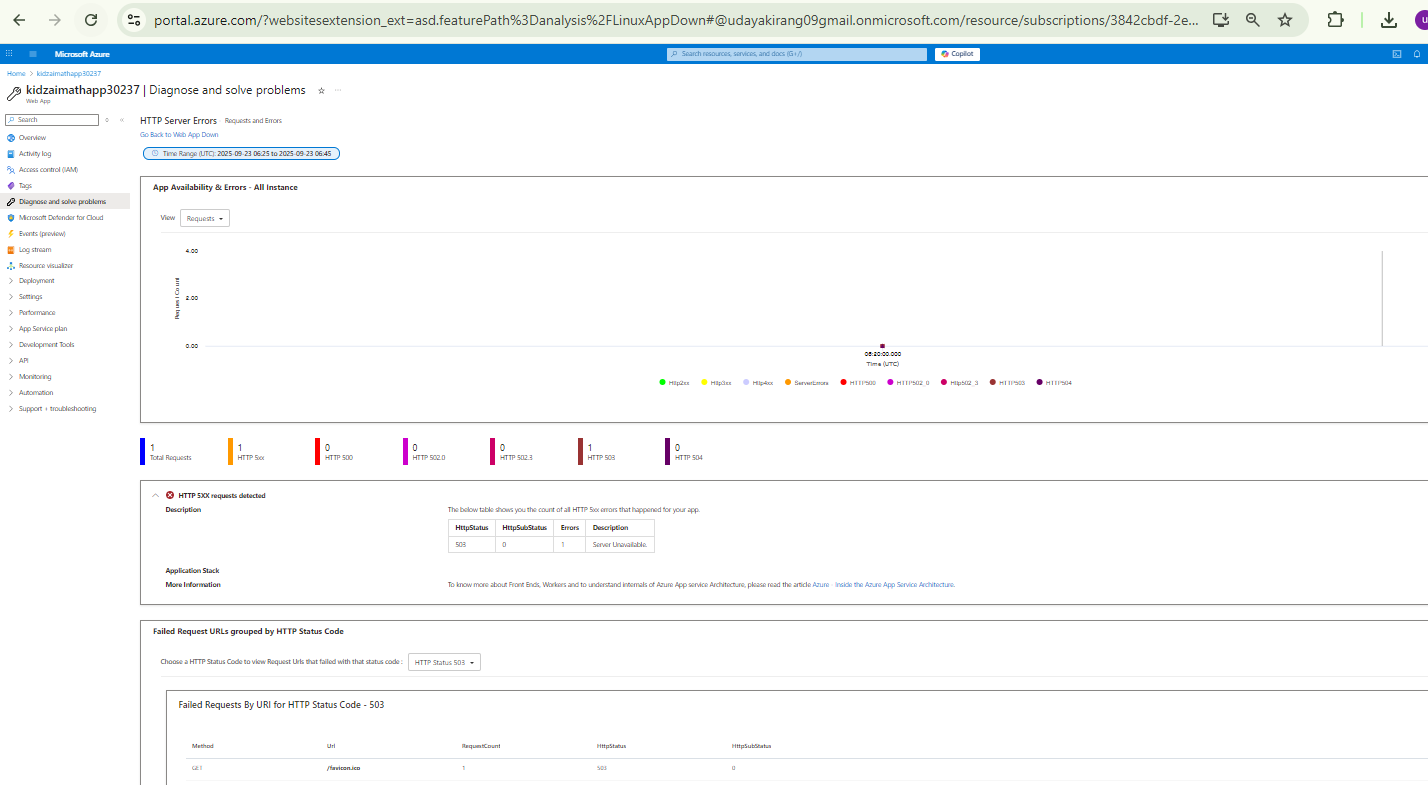 portal.azure.com/?websitesextension_ext=asd.featurePath%3Danalysis%2FLinuxAppDown#@udayakirang09gmail.onmicrosoft.com/resource/subscriptions/3842cbdf-2e...
Microsoft Azure
Search resources, services, and docs (G+/)
Copilot
Home > kidzaimathapp30237
kidzaimathapp30237 | Diagnose and solve problems
Web App
Search
Overview
Activity log
Access control (IAM)
Tags
Diagnose and solve problems
Microsoft Defender for Cloud
Events (preview)
Log stream
Resource visualizer
Deployment
Settings
Performance
App Service plan
Development Tools
API
Monitoring
Automation
Support + troubleshooting
HTTP Server Errors Requests and Errors
Go Back to Web App Down
Time Range (UTC): 2025-09-23 06:25 to 2025-09-23 06:45
App Availability & Errors - All Instance
View Requests
Request Count
4.00
2.00
0.00
06:20:00.000
Time (UTC)
Http2xx Http3xx Http4xx ServerErrors HTTP500 HTTP502_0 Http502_3 HTTP503 HTTP504
1 Total Requests
1 HTTP 5xx
0 HTTP 500
0 HTTP 502.0
0 HTTP 502.3
1 HTTP 503
0 HTTP 504
HTTP 5XX requests detected
Description
The below table shows you the count of all HTTP 5xx errors that happened for your app.
HttpStatus HttpSubStatus Errors Description
503 0 1 Server Unavailable.
Application Stack
More Information
To know more about Front Ends, Workers and to understand internals of Azure App service Architecture, please read the article Azure - Inside the Azure App Service Architecture.
Failed Request URLs grouped by HTTP Status Code
Choose a HTTP Status Code to view Request Urls that failed with that status code : HTTP Status 503
Failed Requests By URI for HTTP Status Code - 503
Method Url RequestCount HttpStatus HttpSubStatus
GET /favicon.ico 1 503 0